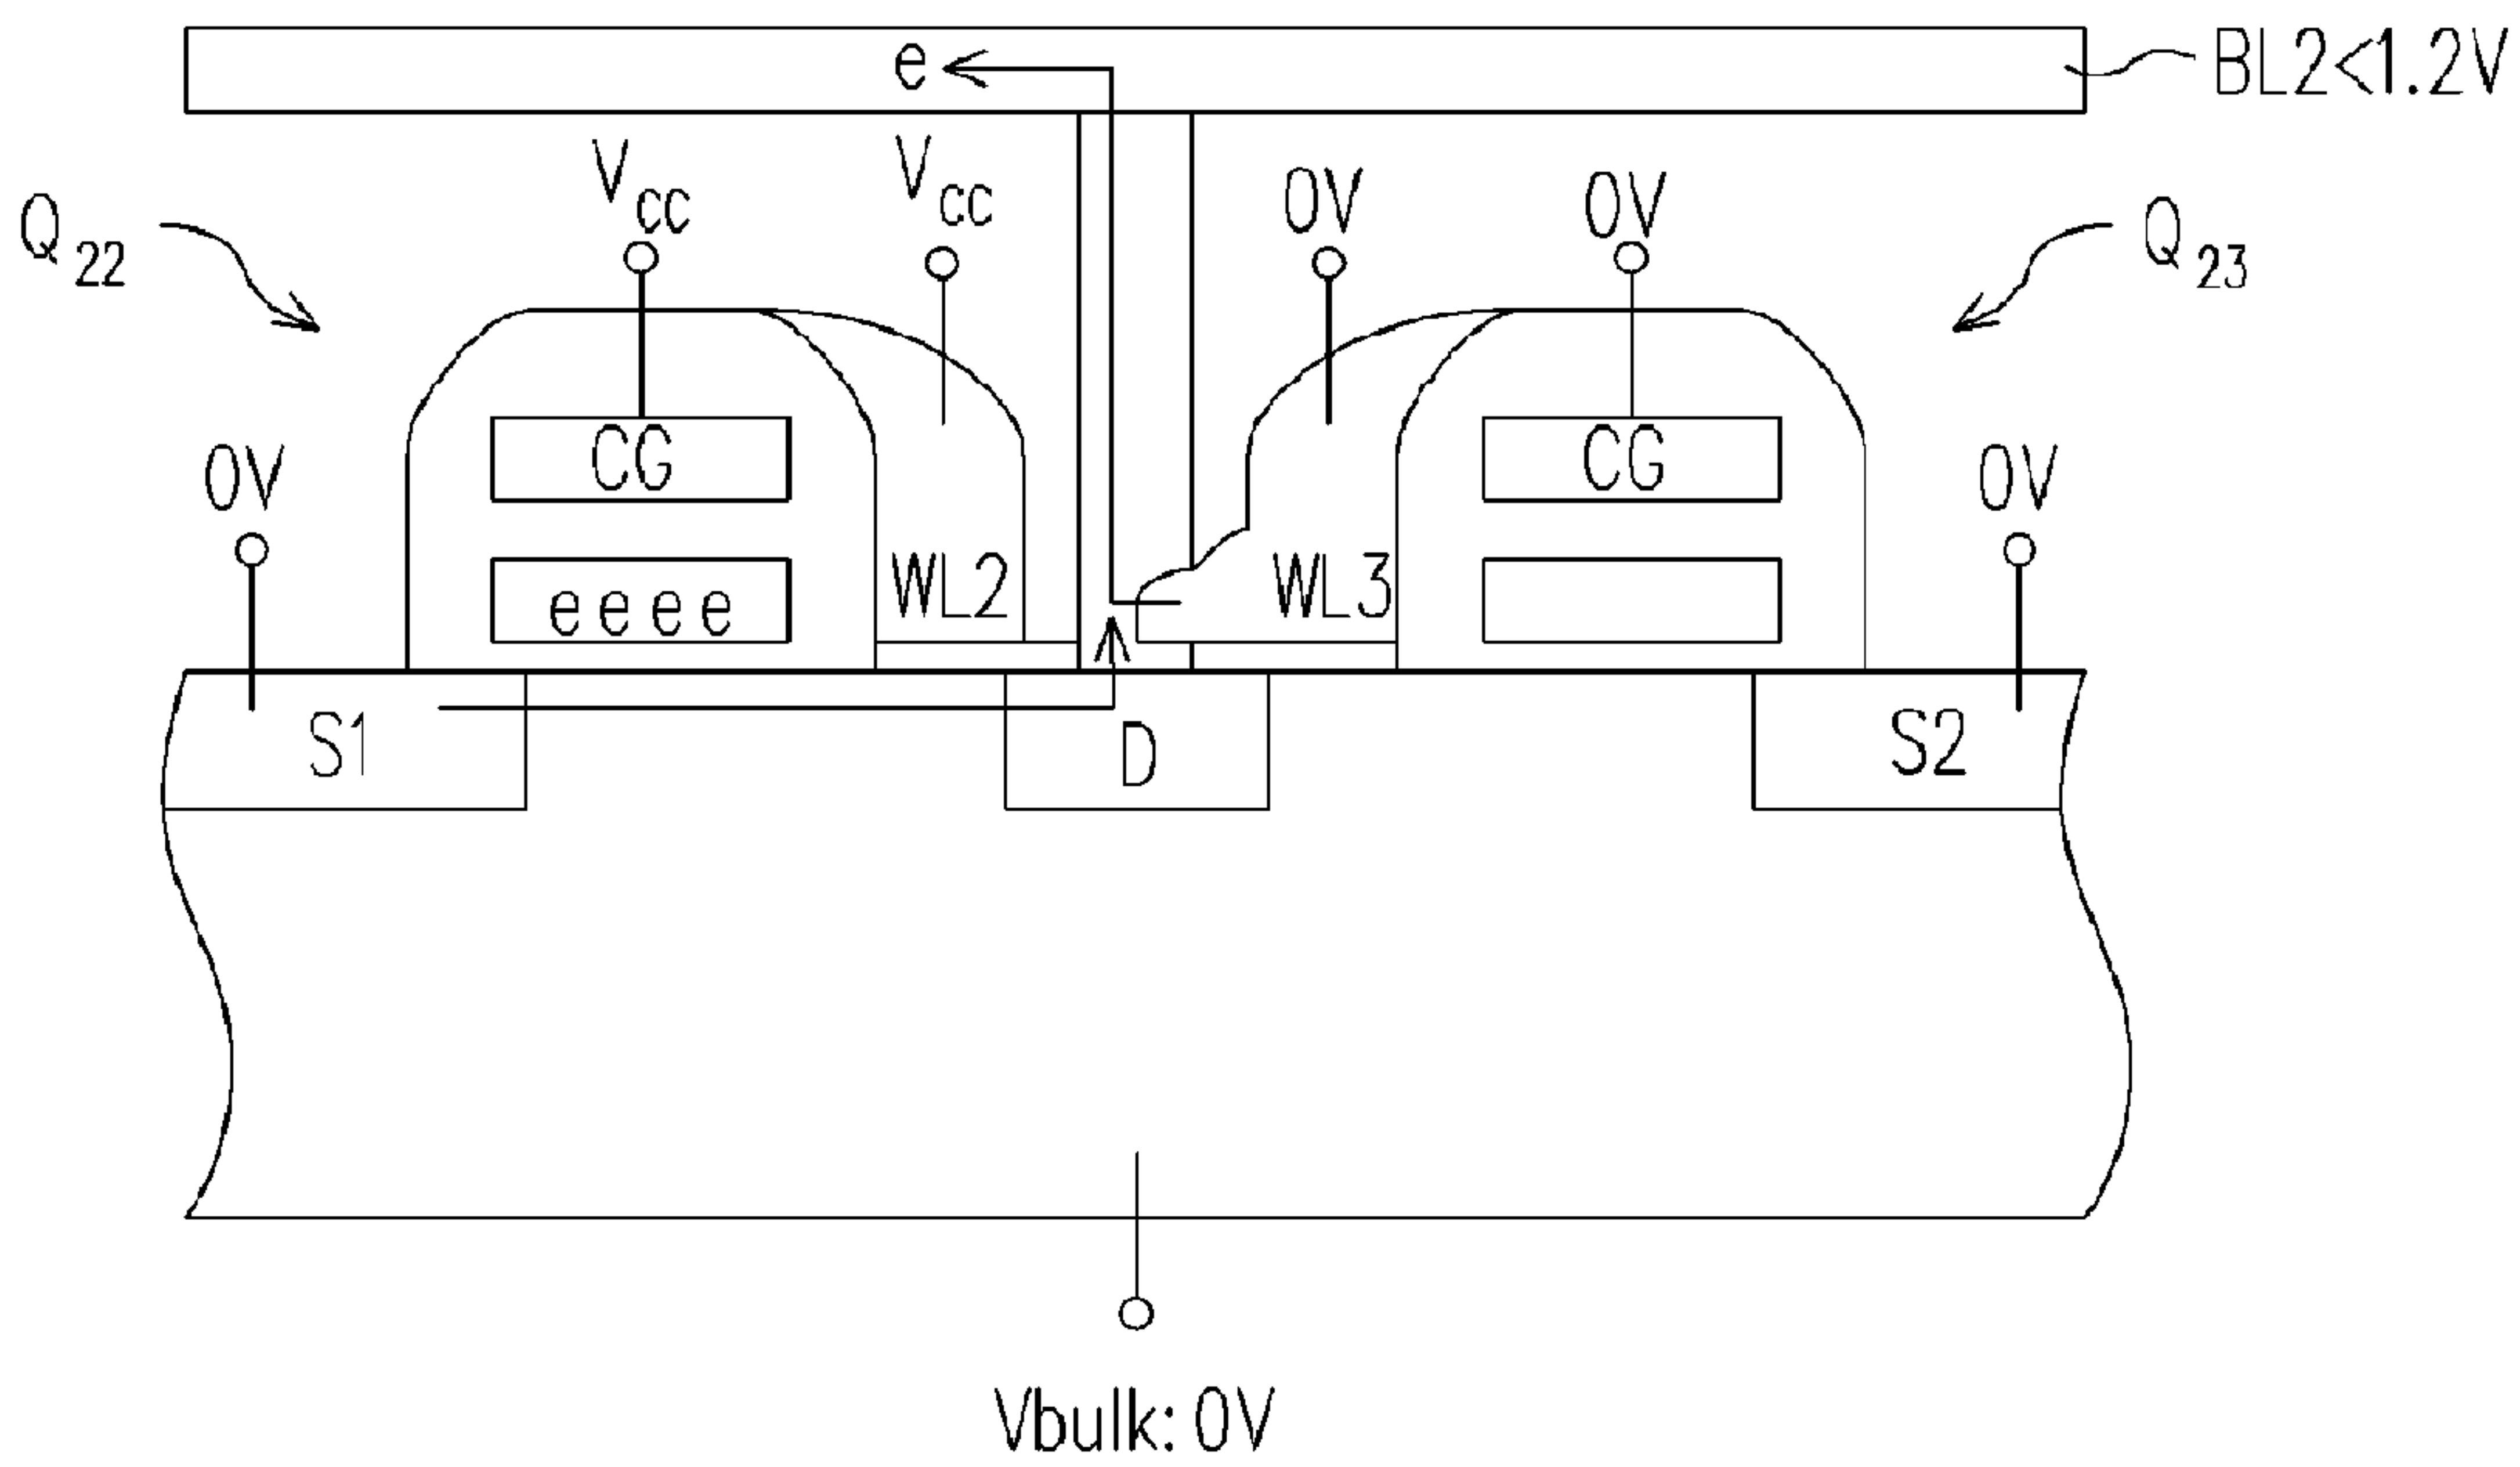 e
BL2<1.2V
Vcc
Vcc
0V
0V
Q22
Q23
0V
CG
CG
0V
eeee
WL2
WL3
S1
D
S2
Vbulk: 0V